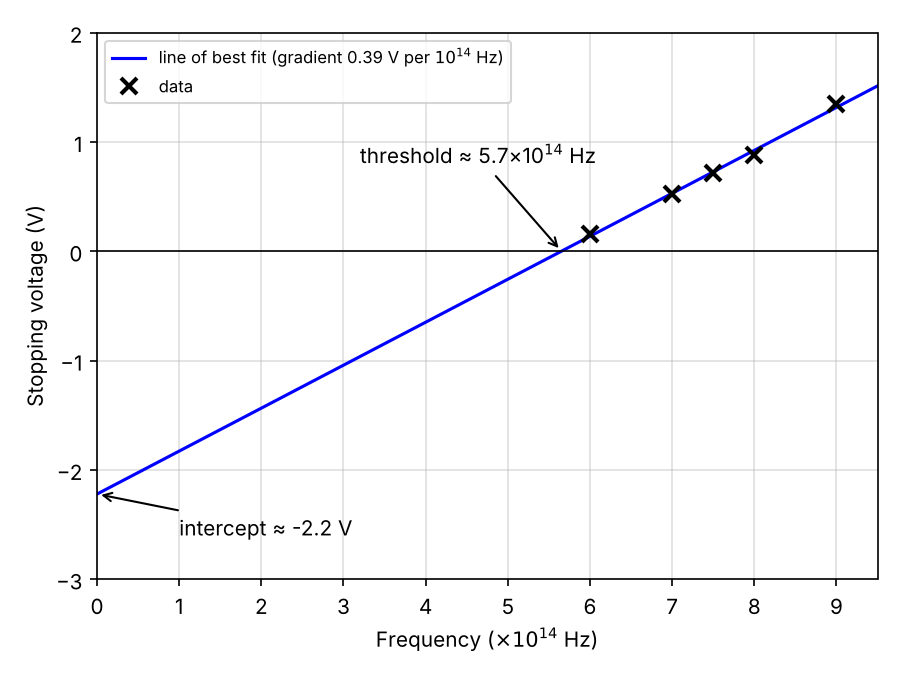 line of best fit (gradient 0.39 V per 10¹⁴ Hz)
data
threshold ≈ 5.7×10¹⁴ Hz
intercept ≈ -2.2 V
2
1
0
−1
−2
−3
Stopping voltage (V)
0 1 2 3 4 5 6 7 8 9
Frequency (×10¹⁴ Hz)